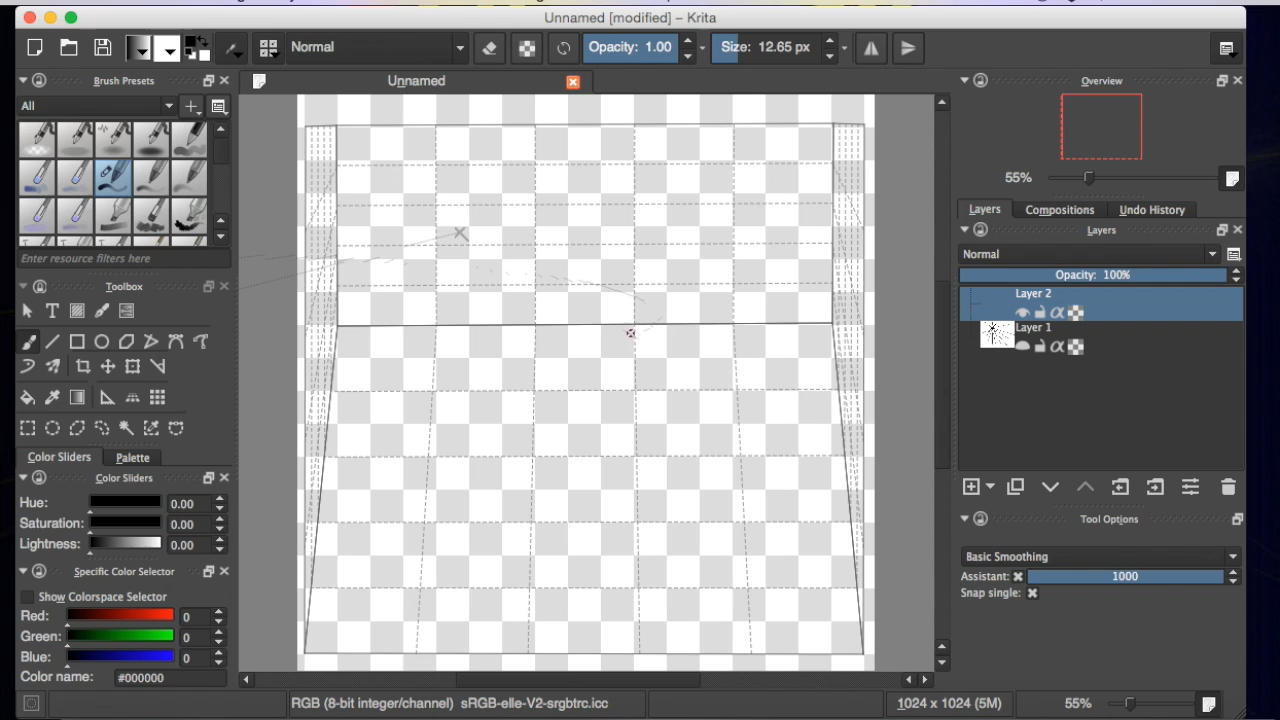 Unnamed [modified] – Krita
Normal
Opacity: 1.00
Size: 12.65 px
Brush Presets
Unnamed
Overview
All
55%
Layers Compositions Undo History
Layers
Normal
Enter resource filters here
Opacity: 100%
Toolbox
Layer 2
Layer 1
Color Sliders Palette
Color Sliders
Hue: 0.00
Saturation: 0.00
Lightness: 0.00
Tool Options
Basic Smoothing
Specific Color Selector
Assistant: 1000
Show Colorspace Selector
Snap single:
Red: 0
Green: 0
Blue: 0
Color name: #000000
RGB (8-bit integer/channel) sRGB-elle-V2-srgbtrc.icc
1024 x 1024 (5M)
55%